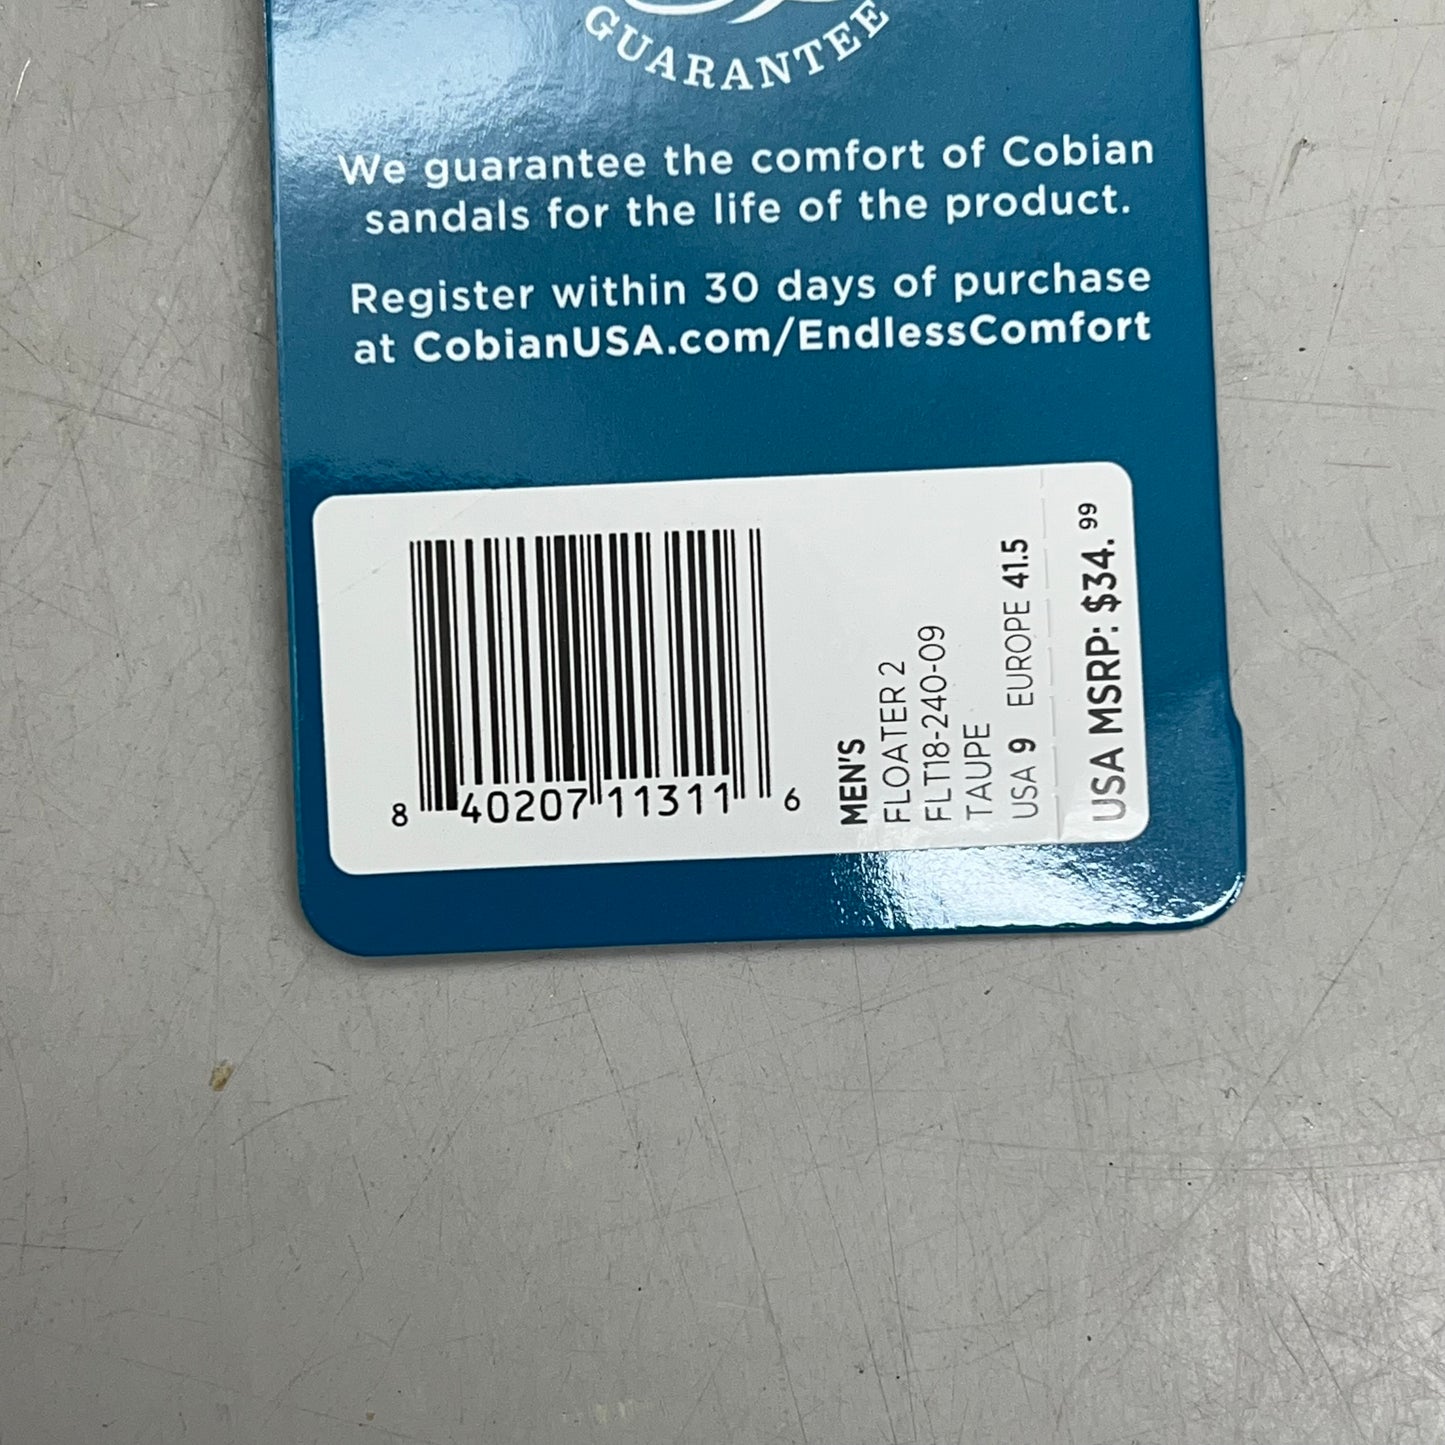 GUARANTEE
We guarantee the comfort of Cobian
sandals for the life of the product.
Register within 30 days of purchase
at CobianUSA.com/EndlessComfort
8 40207 11311 6
MEN'S
FLOATER 2
FLT18-240-09
TAUPE
USA 9 EUROPE 41.5
USA MSRP: $34.99